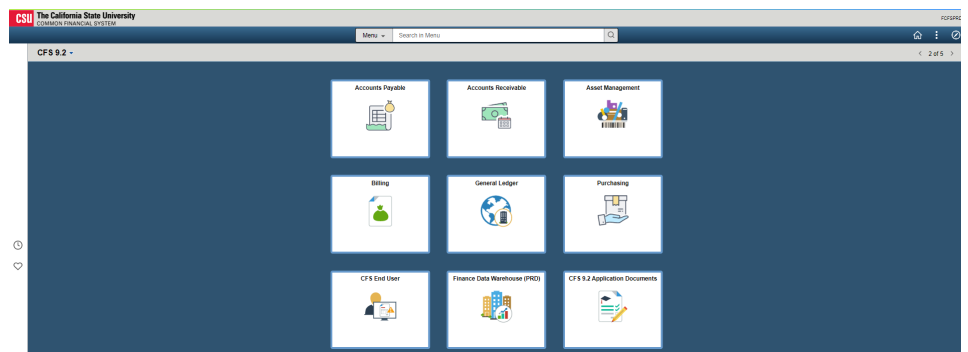 CSU The California State University
COMMON FINANCIAL SYSTEM
FCFSPRD
Menu Search in Menu
CFS 9.2
2 of 5
Accounts Payable Accounts Receivable Asset Management
Billing General Ledger Purchasing
CFS End User Finance Data Warehouse (PRD) CFS 9.2 Application Documents